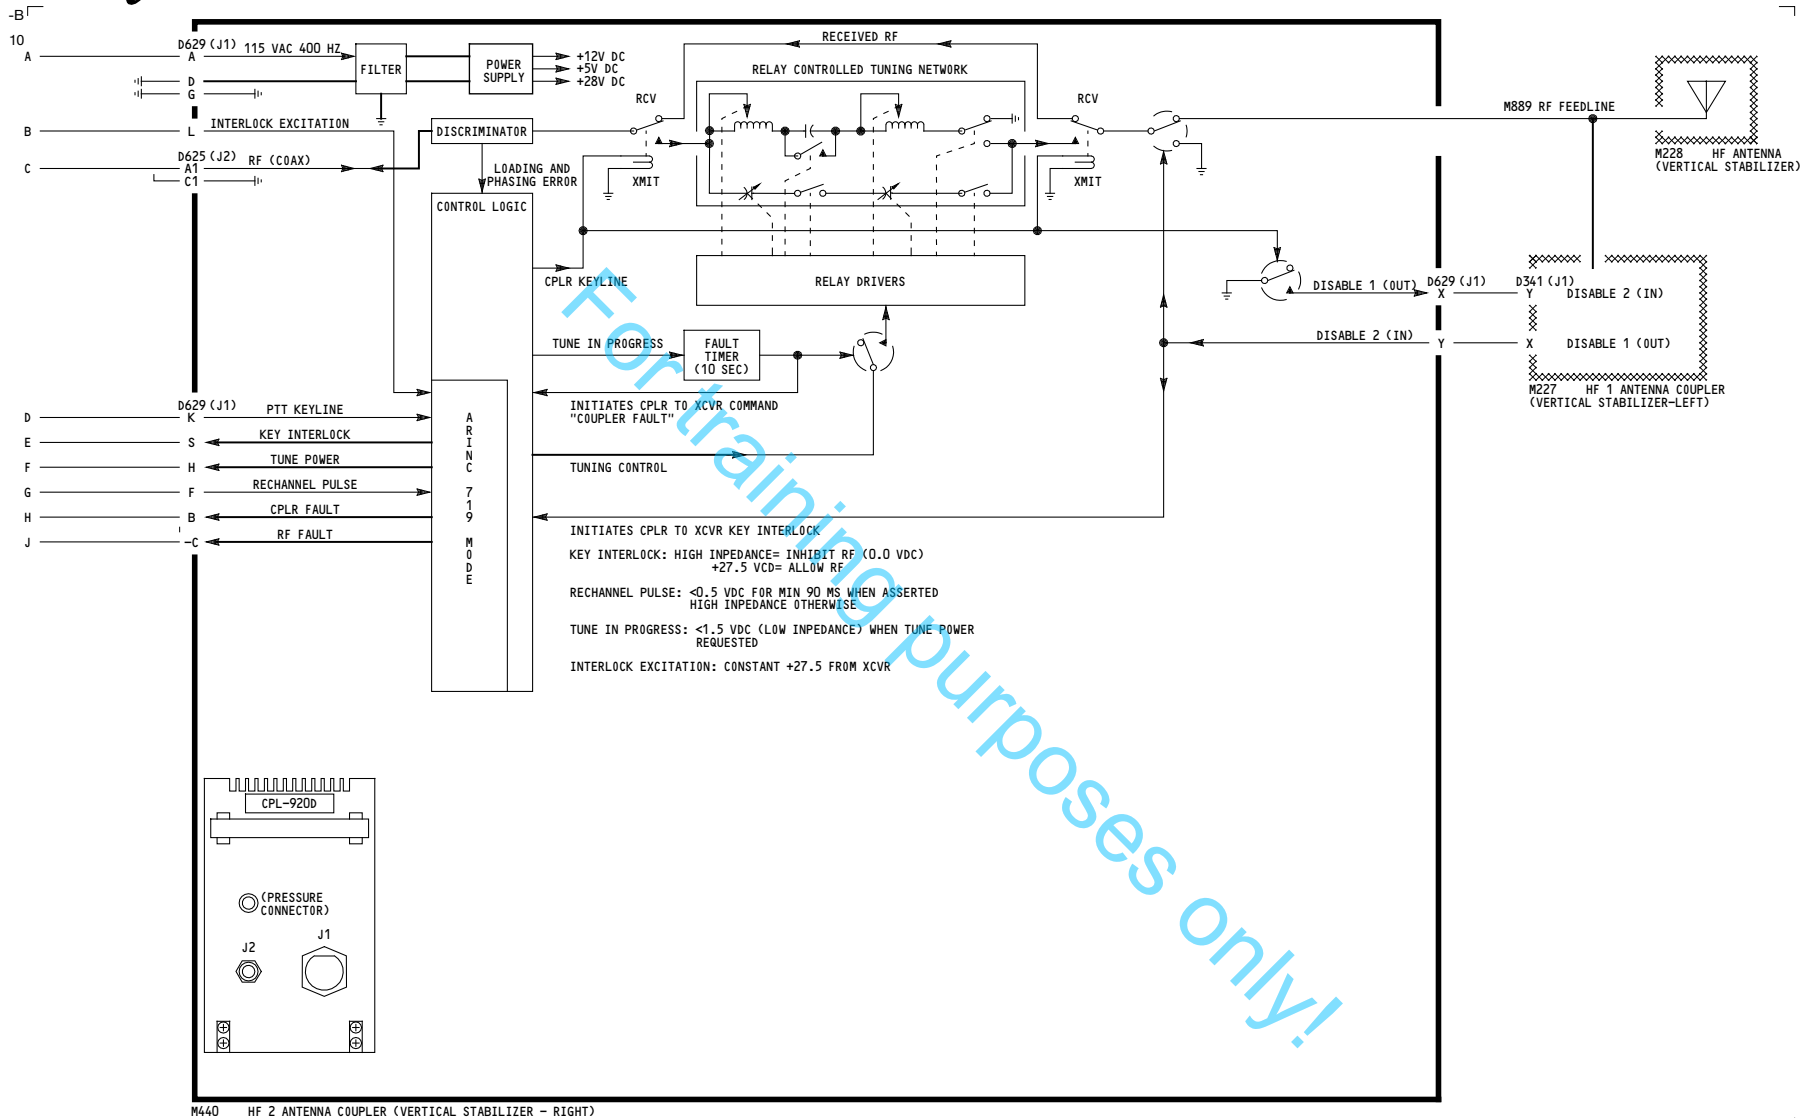 -B
10
A
D629 (J1)
A
115 VAC 400 HZ
D
G
FILTER
POWER
SUPPLY
+12V DC
+5V DC
+28V DC
RECEIVED RF
RELAY CONTROLLED TUNING NETWORK
RCV
RCV
M889 RF FEEDLINE
M228 HF ANTENNA
(VERTICAL STABILIZER)
B
L
INTERLOCK EXCITATION
DISCRIMINATOR
C
D625 (J2)
A1
C1
RF (COAX)
LOADING AND
PHASING ERROR
XMIT
XMIT
CONTROL LOGIC
CPLR KEYLINE
RELAY DRIVERS
DISABLE 1 (OUT)
D629 (J1)
X
D341 (J1)
Y
DISABLE 2 (IN)
DISABLE 2 (IN)
Y
X
DISABLE 1 (OUT)
M227 HF 1 ANTENNA COUPLER
(VERTICAL STABILIZER-LEFT)
TUNE IN PROGRESS
FAULT
TIMER
(10 SEC)
INITIATES CPLR TO XCVR COMMAND
"COUPLER FAULT"
D629 (J1)
D
K
PTT KEYLINE
E
S
KEY INTERLOCK
F
H
TUNE POWER
G
F
RECHANNEL PULSE
H
B
CPLR FAULT
J
-C
RF FAULT
ARINC 719 MODE
TUNING CONTROL
INITIATES CPLR TO XCVR KEY INTERLOCK
KEY INTERLOCK: HIGH INPEDANCE= INHIBIT RF (0.0 VDC)
+27.5 VCD= ALLOW RF
RECHANNEL PULSE: <0.5 VDC FOR MIN 90 MS WHEN ASSERTED
HIGH INPEDANCE OTHERWISE
TUNE IN PROGRESS: <1.5 VDC (LOW INPEDANCE) WHEN TUNE POWER
REQUESTED
INTERLOCK EXCITATION: CONSTANT +27.5 FROM XCVR
For training purposes only!
CPL-920D
(PRESSURE
CONNECTOR)
J2
J1
M440 HF 2 ANTENNA COUPLER (VERTICAL STABILIZER - RIGHT)